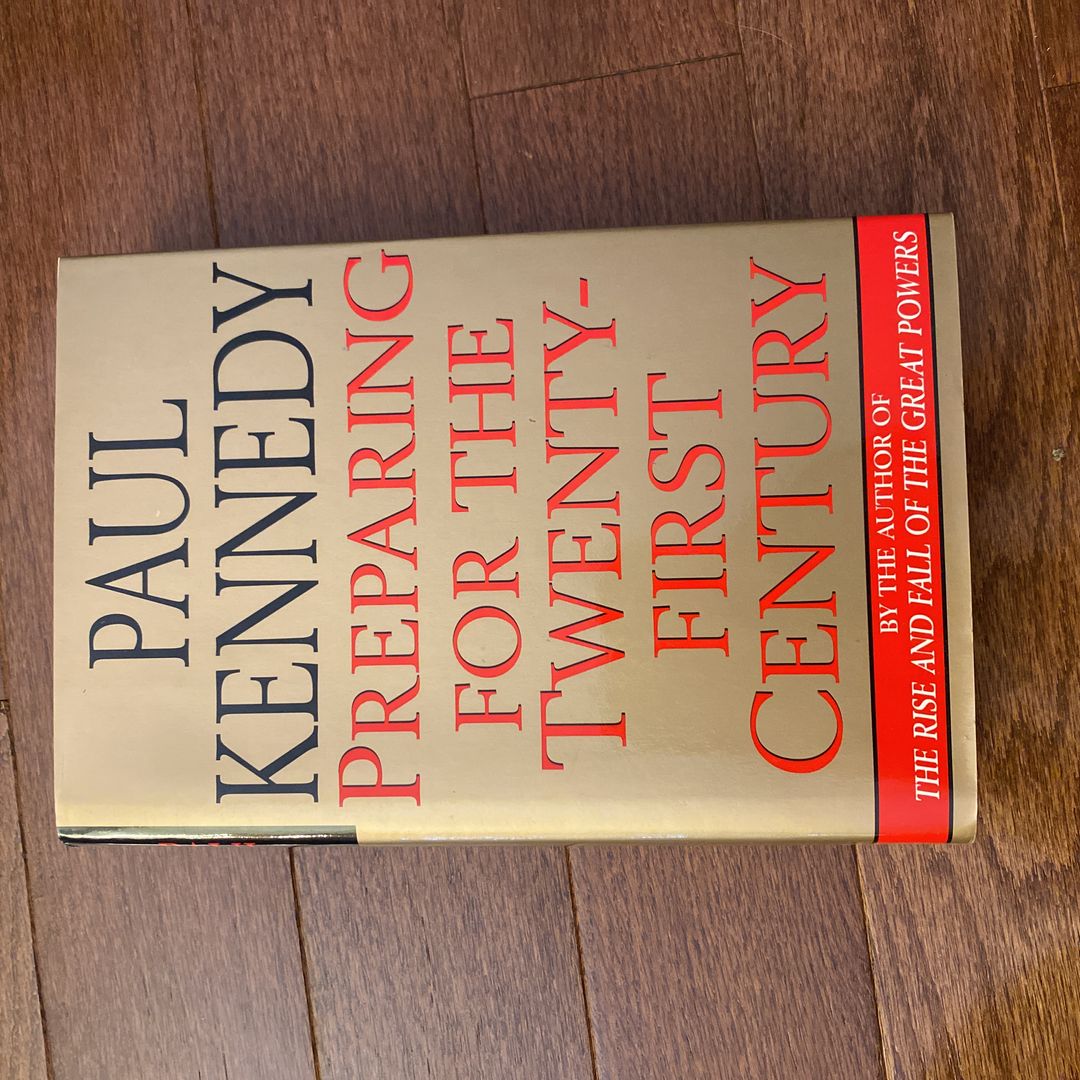 PAUL
KENNEDY
PREPARING
FOR THE
TWENTY-
FIRST
CENTURY
BY THE AUTHOR OF
THE RISE AND FALL OF THE GREAT POWERS